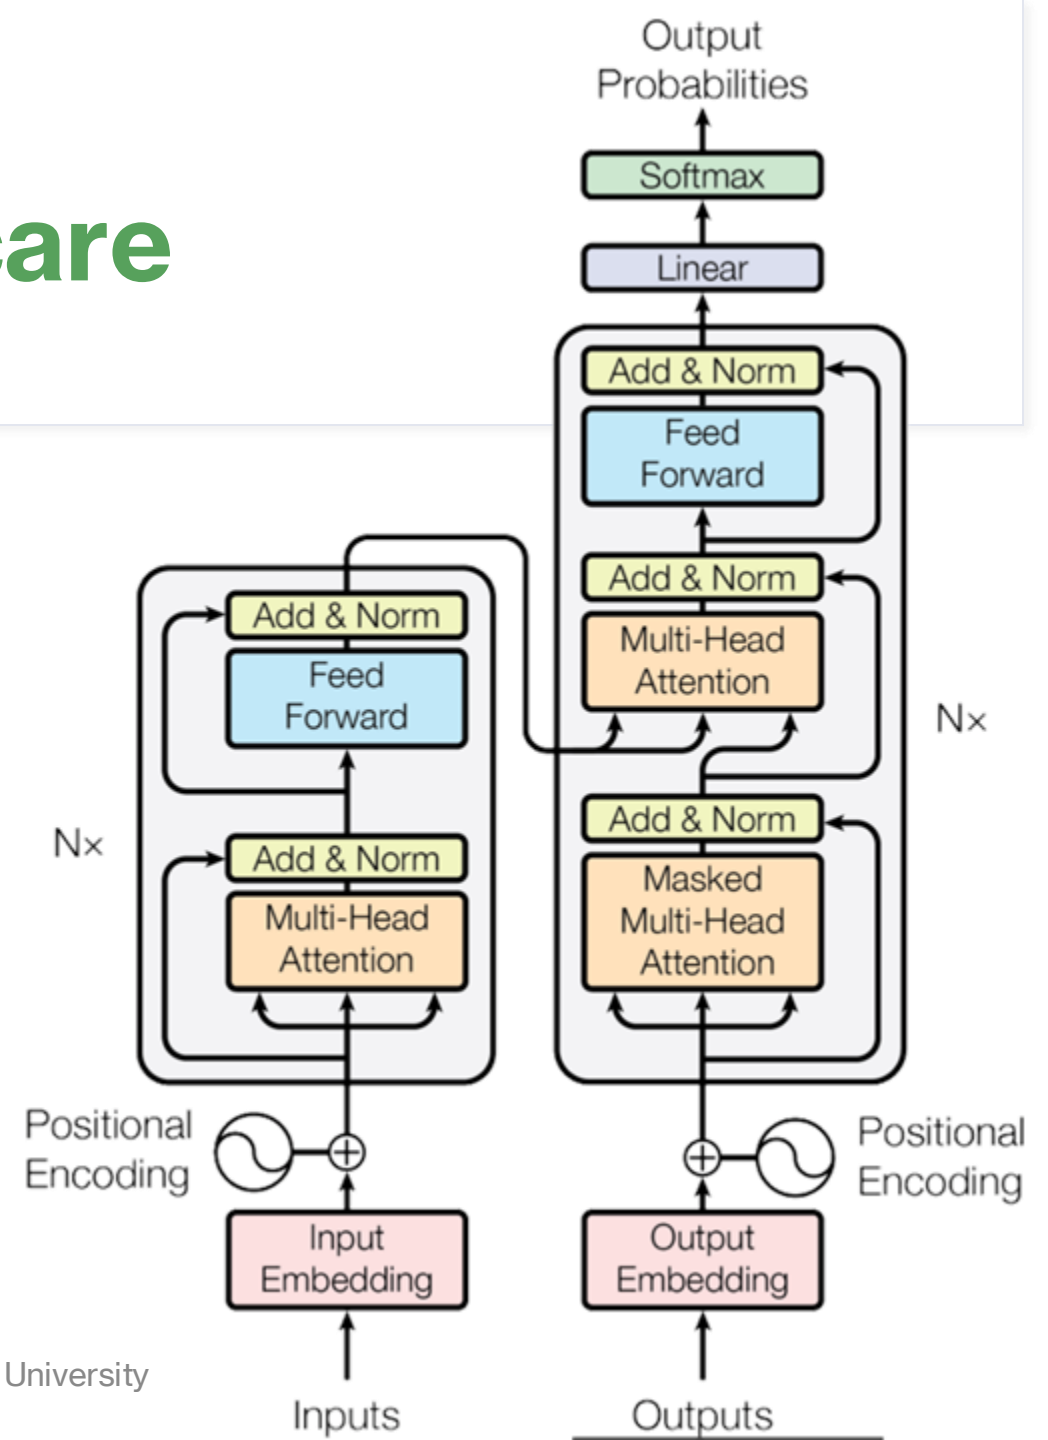 Output
Probabilities
Softmax
Linear
Add & Norm
Feed
Forward
Add & Norm
Multi-Head
Attention
Add & Norm
Masked
Multi-Head
Attention
Nx
Positional
Encoding
Output
Embedding
Outputs
Add & Norm
Feed
Forward
Add & Norm
Multi-Head
Attention
Nx
Positional
Encoding
Input
Embedding
Inputs
University